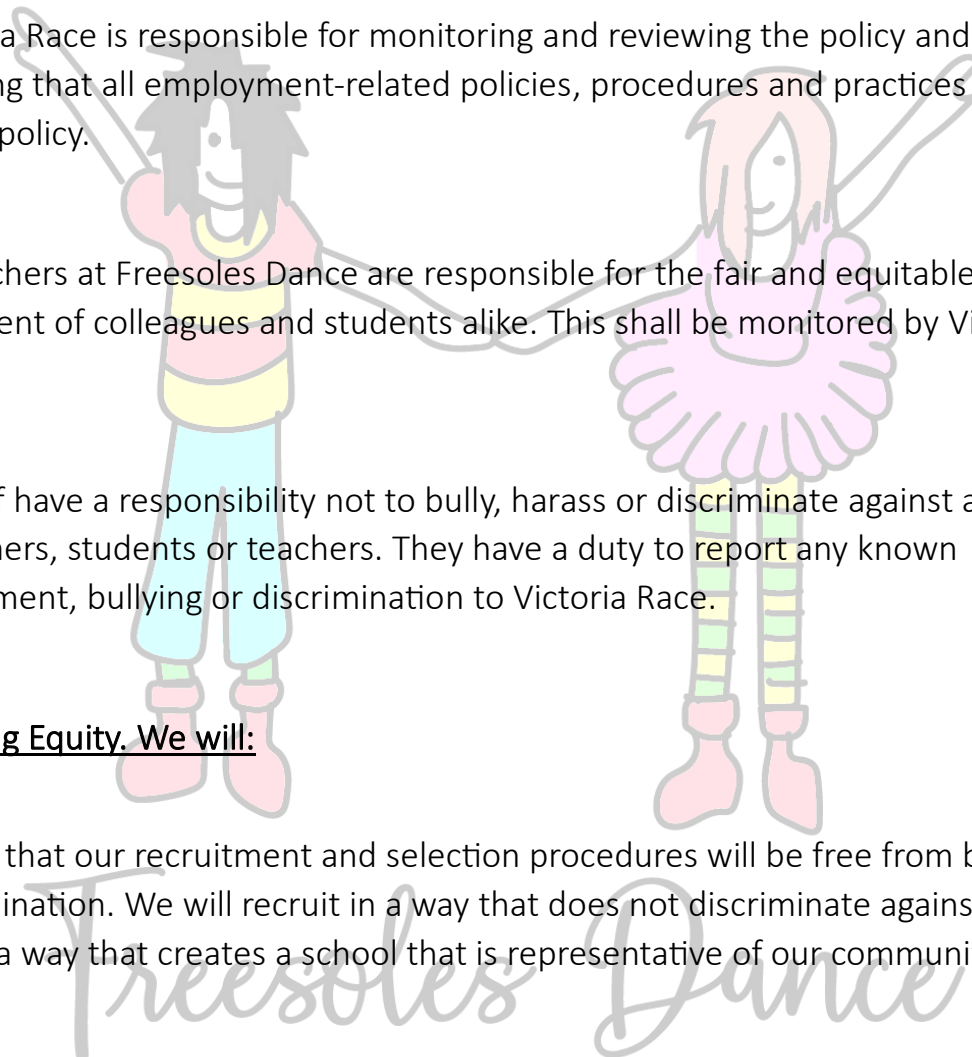 a Race is responsible for monitoring and reviewing the policy and
ng that all employment-related policies, procedures and practices
policy.
chers at Freesoles Dance are responsible for the fair and equitable
ent of colleagues and students alike. This shall be monitored by Vi
f have a responsibility not to bully, harass or discriminate against a
ners, students or teachers. They have a duty to report any known
ment, bullying or discrimination to Victoria Race.
g Equity. We will:
that our recruitment and selection procedures will be free from b
ination. We will recruit in a way that does not discriminate agains
a way that creates a school that is representative of our communi
Freesoles Dance